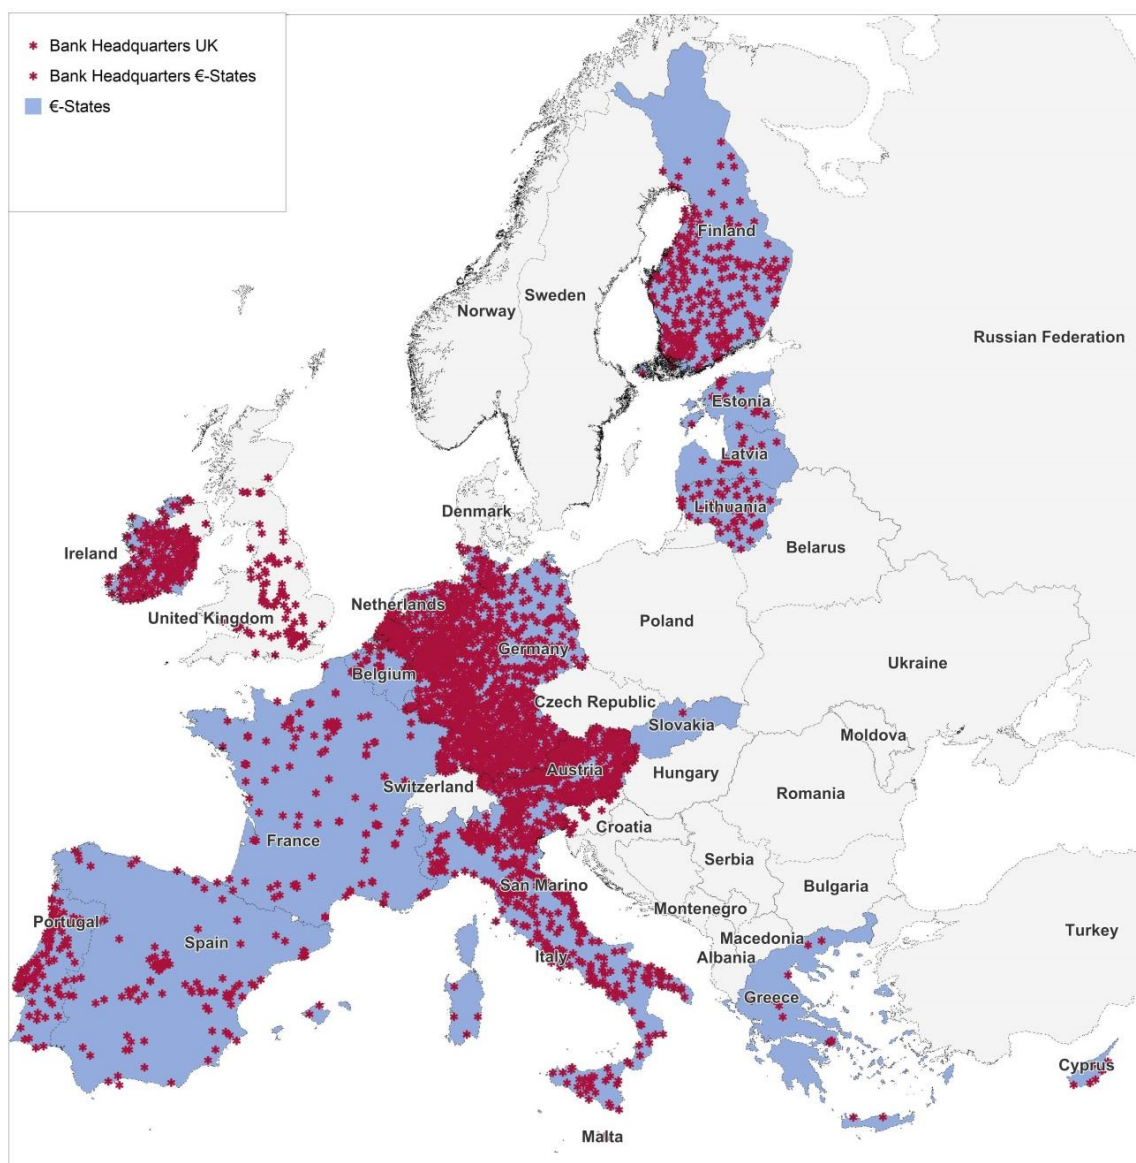 Bank Headquarters UK
Bank Headquarters €-States
€-States
Finland
Sweden
Norway
Russian Federation
Estonia
Latvia
Lithuania
Denmark
Ireland
Belarus
United Kingdom
Netherlands
Poland
Germany
Belgium
Ukraine
Czech Republic
Slovakia
Moldova
Austria
Hungary
Switzerland
Romania
Croatia
France
Serbia
San Marino
Bulgaria
Montenegro
Portugal
Macedonia
Turkey
Spain
Italy
Albania
Greece
Cyprus
Malta